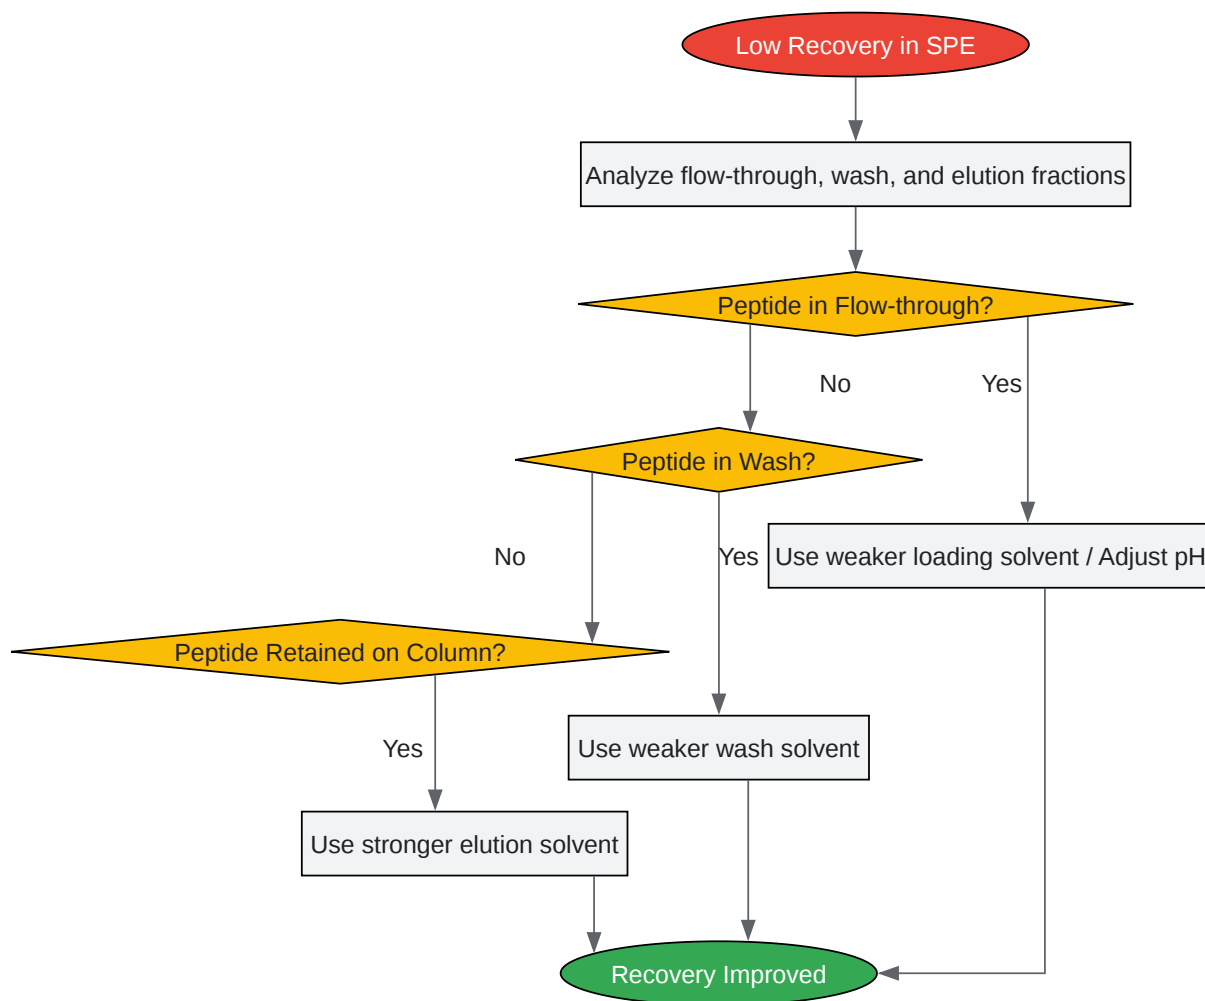 Low Recovery in SPE
Analyze flow-through, wash, and elution fractions
Peptide in Flow-through?
No
Yes
Peptide in Wash?
No
Yes
Use weaker loading solvent / Adjust pH
Peptide Retained on Column?
Yes
Use weaker wash solvent
Use stronger elution solvent
Recovery Improved